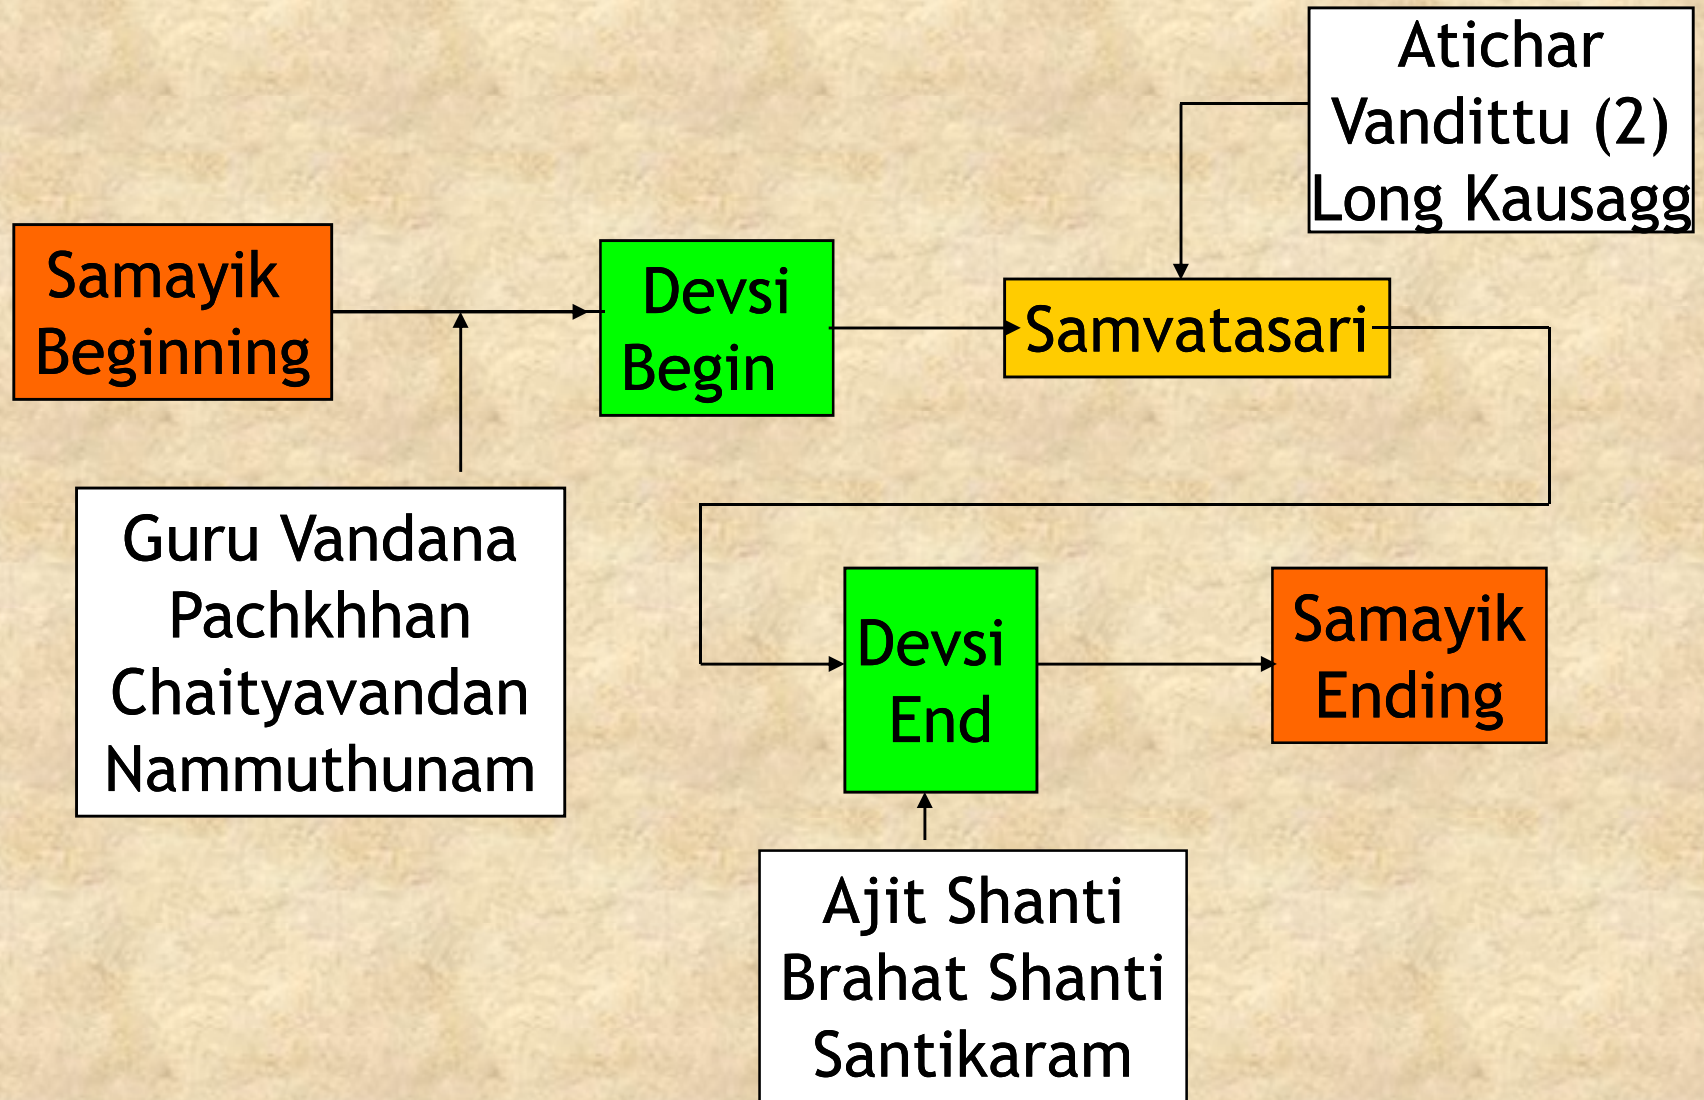 Atichar
Vandittu (2)
Long Kausagg
Samayik
Beginning
Devsi
Begin
Samvatasari
Guru Vandana
Pachkhhan
Chaityavandan
Nammuthunam
Devsi
End
Samayik
Ending
Ajit Shanti
Brahat Shanti
Santikaram